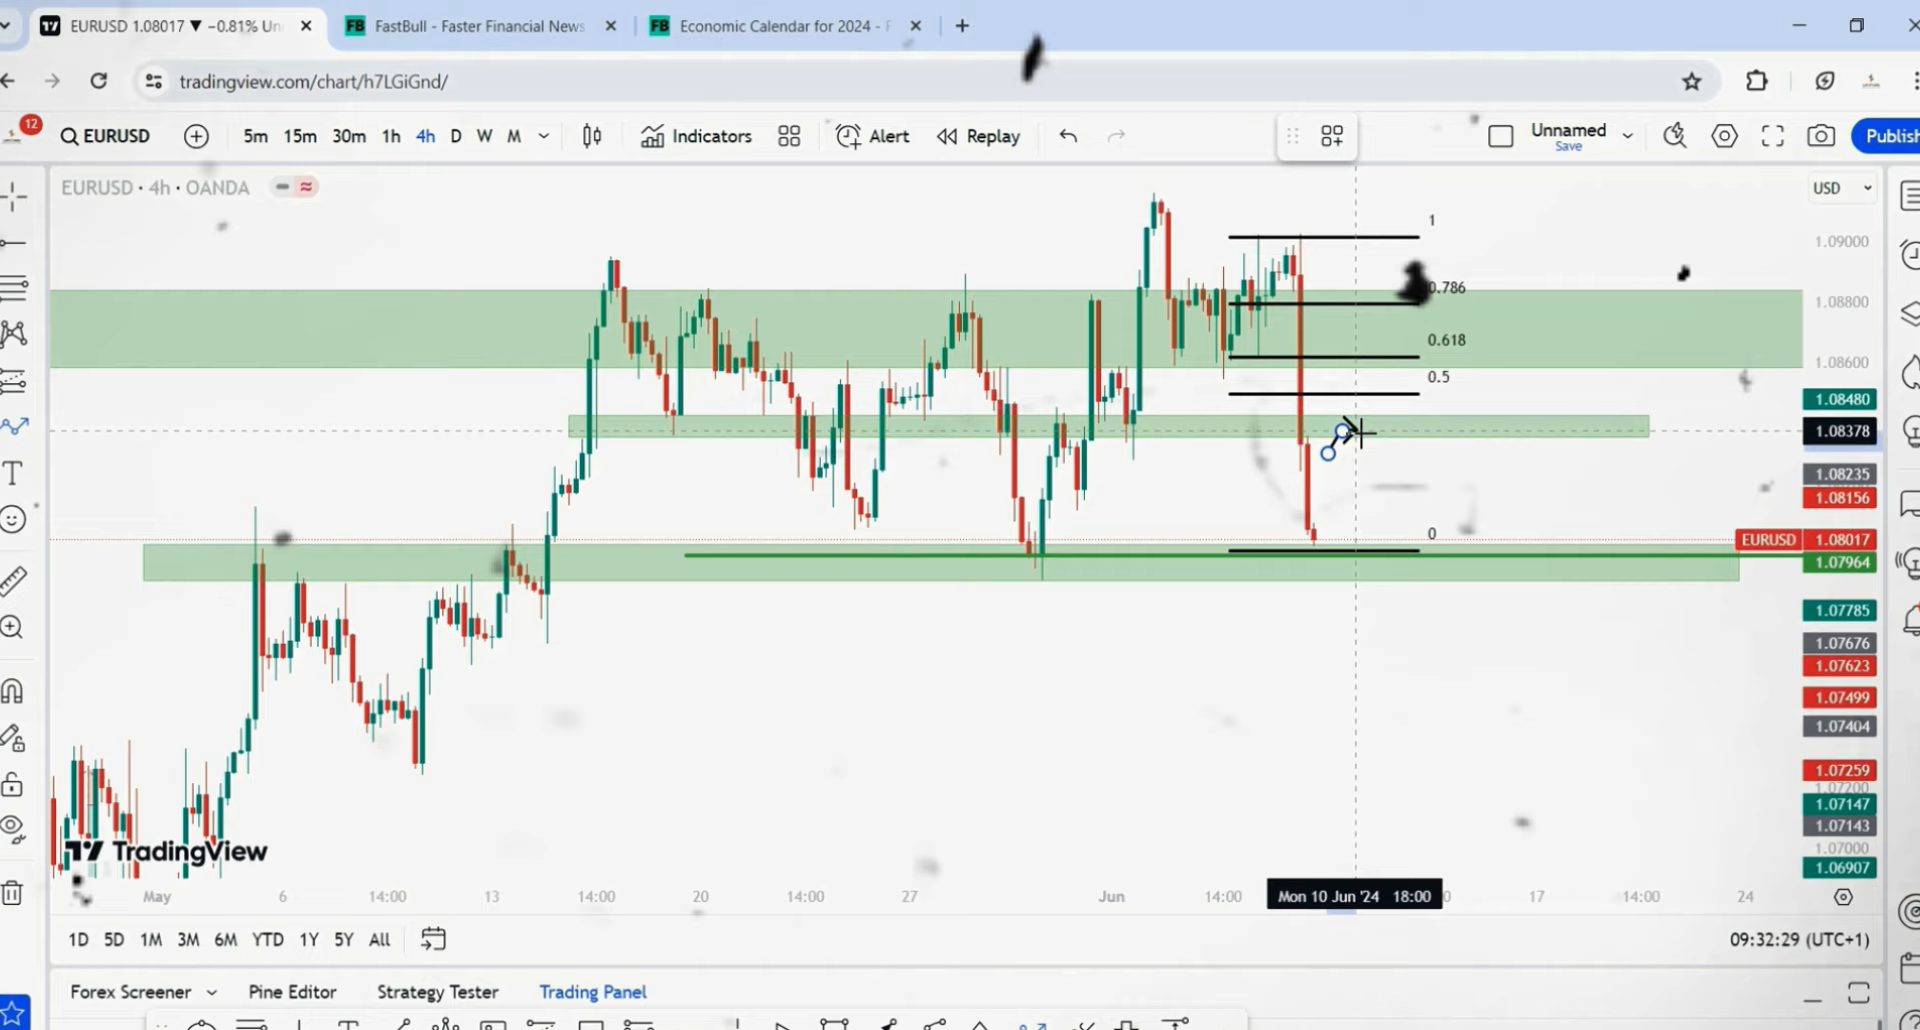 EURUSD 1.08017 ▼ −0.81% Un
FB FastBull - Faster Financial News
FB Economic Calendar for 2024 - F
tradingview.com/chart/h7LGiGnd/
12
EURUSD
5m 15m 30m 1h 4h D W M
Indicators
Alert
Replay
Unnamed
Save
Publish
EURUSD · 4h · OANDA
USD
1
0.786
0.618
0.5
0
1.09000
1.08800
1.08600
1.08480
1.08378
1.08235
1.08156
EURUSD 1.08017
1.07964
1.07785
1.07676
1.07623
1.07499
1.07404
1.07259
1.07200
1.07147
1.07143
1.07000
1.06907
TradingView
May 6 14:00 13 14:00 20 14:00 27 Jun 14:00 Mon 10 Jun '24 18:00 17 14:00 24
1D 5D 1M 3M 6M YTD 1Y 5Y All
09:32:29 (UTC+1)
Forex Screener Pine Editor Strategy Tester Trading Panel